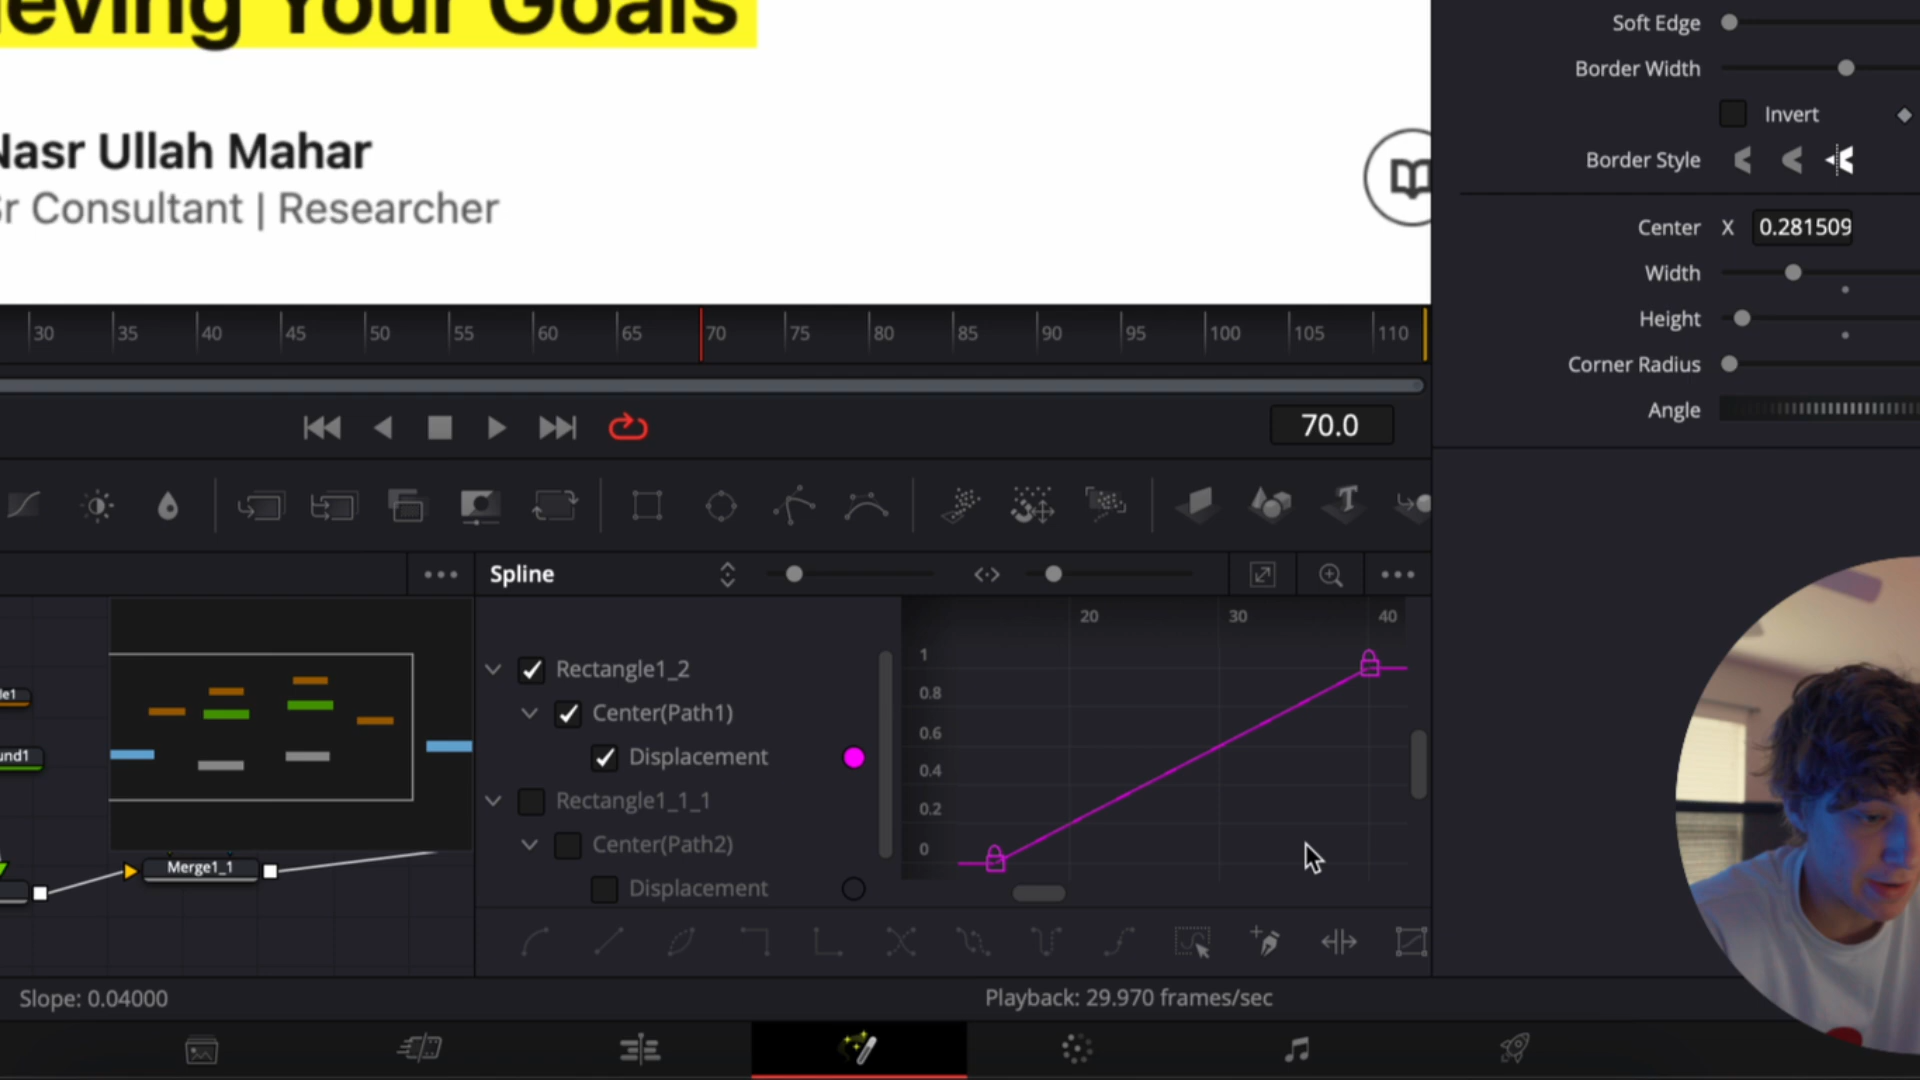 Your Goals
Soft Edge
Border Width
Invert
Border Style
Nasr Ullah Mahar
Sr Consultant | Researcher
Center X 0.281509
Width
Height
Corner Radius
Angle
30 35 40 45 50 55 60 65 70 75 80 85 90 95 100 105 110
70.0
Spline
20 30 40
Rectangle1_2
Center(Path1)
Displacement
Rectangle1_1_1
Center(Path2)
Displacement
1
0.8
0.6
0.4
0.2
0
le1
und1
Merge1_1
Slope: 0.04000
Playback: 29.970 frames/sec